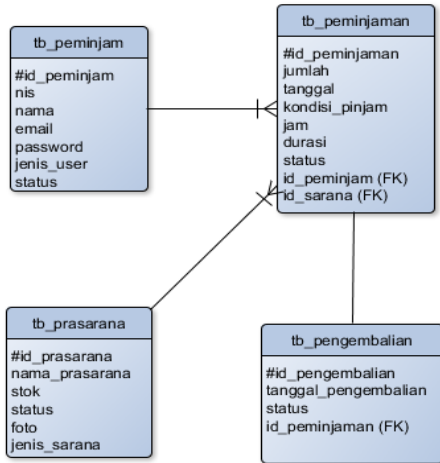 tb_peminjam
#id_peminjam
nis
nama
email
password
jenis_user
status
tb_peminjaman
#id_peminjaman
jumlah
tanggal
kondisi_pinjam
jam
durasi
status
id_peminjam (FK)
id_sarana (FK)
tb_prasarana
#id_prasarana
nama_prasarana
stok
status
foto
jenis_sarana
tb_pengembalian
#id_pengembalian
tanggal_pengembalian
status
id_peminjaman (FK)